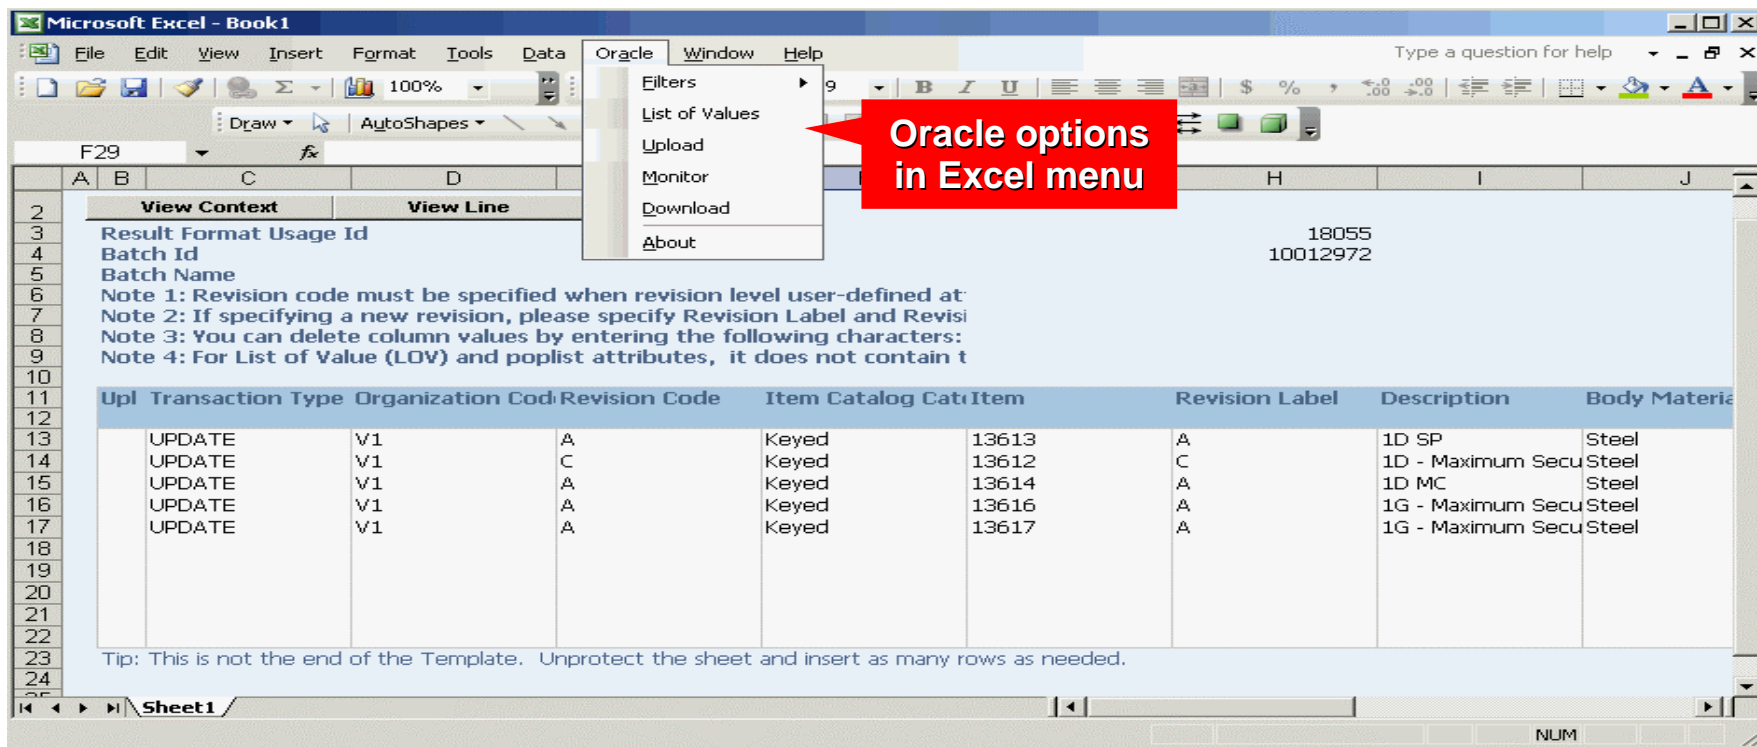 Microsoft Excel - Book1
File Edit View Insert Format Tools Data Oracle Window Help Type a question for help
Σ 100% 9 B I U $ % ,
Filters
List of Values
Upload
Monitor
Download
About
Draw AutoShapes
Oracle options
in Excel menu
F29 fx
A B C D H I J
2 View Context View Line
3 Result Format Usage Id 18055
4 Batch Id 10012972
5 Batch Name
6 Note 1: Revision code must be specified when revision level user-defined at
7 Note 2: If specifying a new revision, please specify Revision Label and Revisi
8 Note 3: You can delete column values by entering the following characters:
9 Note 4: For List of Value (LOV) and poplist attributes, it does not contain t
10
11 Upl Transaction Type Organization Cod Revision Code Item Catalog Cat Item Revision Label Description Body Materia
12
13 UPDATE V1 A Keyed 13613 A 1D SP Steel
14 UPDATE V1 C Keyed 13612 C 1D - Maximum Secu Steel
15 UPDATE V1 A Keyed 13614 A 1D MC Steel
16 UPDATE V1 A Keyed 13616 A 1G - Maximum Secu Steel
17 UPDATE V1 A Keyed 13617 A 1G - Maximum Secu Steel
18
19
20
21
22
23 Tip: This is not the end of the Template. Unprotect the sheet and insert as many rows as needed.
24
Sheet1
NUM